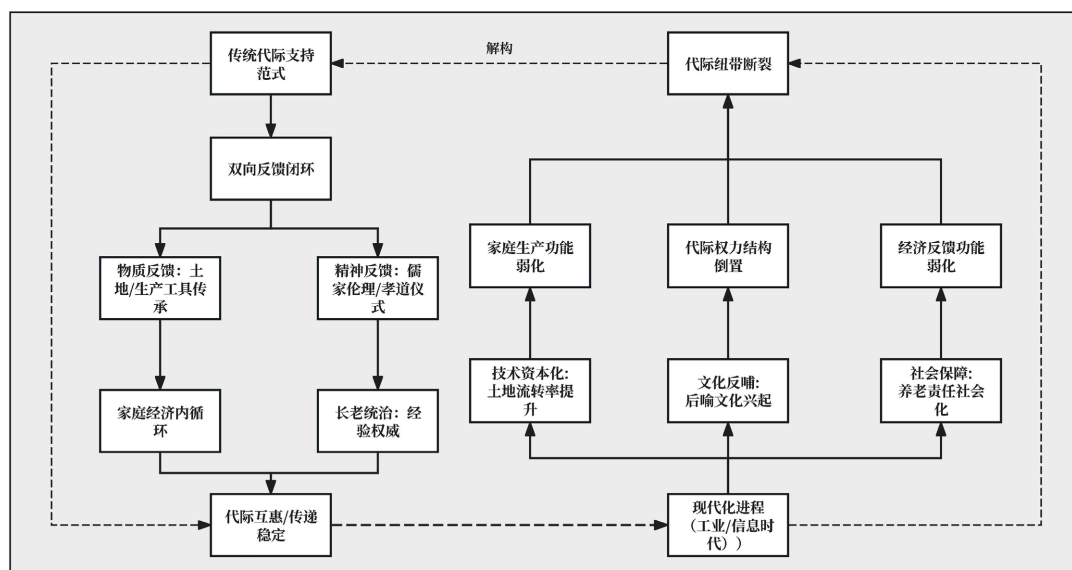 传统代际支持
范式
解构
代际纽带断裂
双向反馈闭环
物质反馈：土
地/生产工具传
承
精神反馈：儒
家伦理/孝道仪
式
家庭生产功能
弱化
代际权力结构
倒置
经济反馈功能
弱化
家庭经济内循
环
长老统治：经
验权威
技术资本化：
土地流转率提
升
文化反哺：
后喻文化兴起
社会保障：
养老责任社会
化
代际互惠/传递
稳定
现代化进程
（工业/信息时
代））